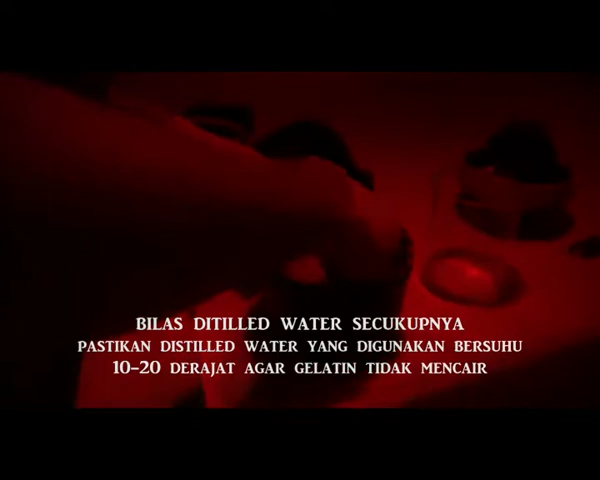 BILAS DITILLED WATER SECUKUPNYA
PASTIKAN DISTILLED WATER YANG DIGUNAKAN BERSUHU
10-20 DERAJAT AGAR GELATIN TIDAK MENCAIR